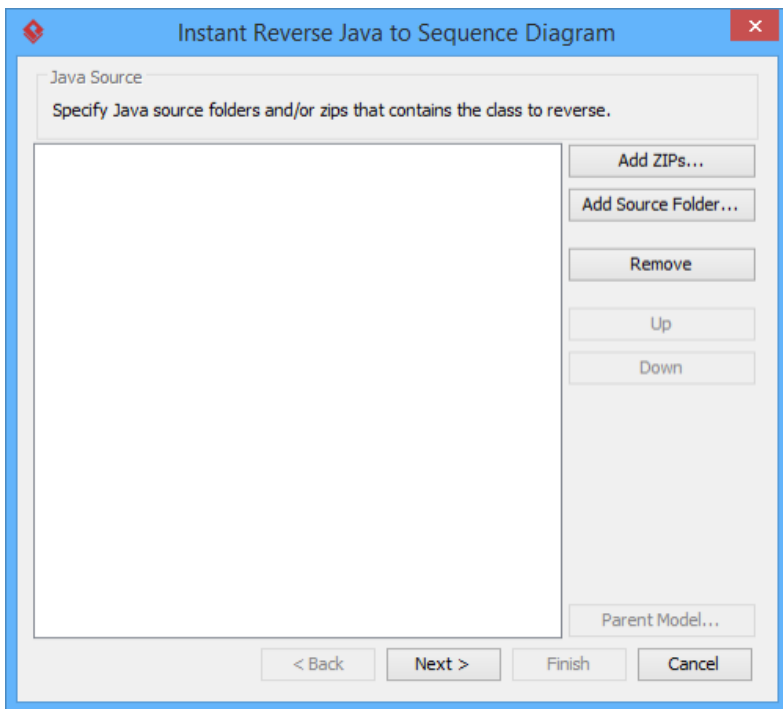 Instant Reverse Java to Sequence Diagram
Java Source
Specify Java source folders and/or zips that contains the class to reverse.
Add ZIPs...
Add Source Folder...
Remove
Up
Down
Parent Model...
< Back Next > Finish Cancel